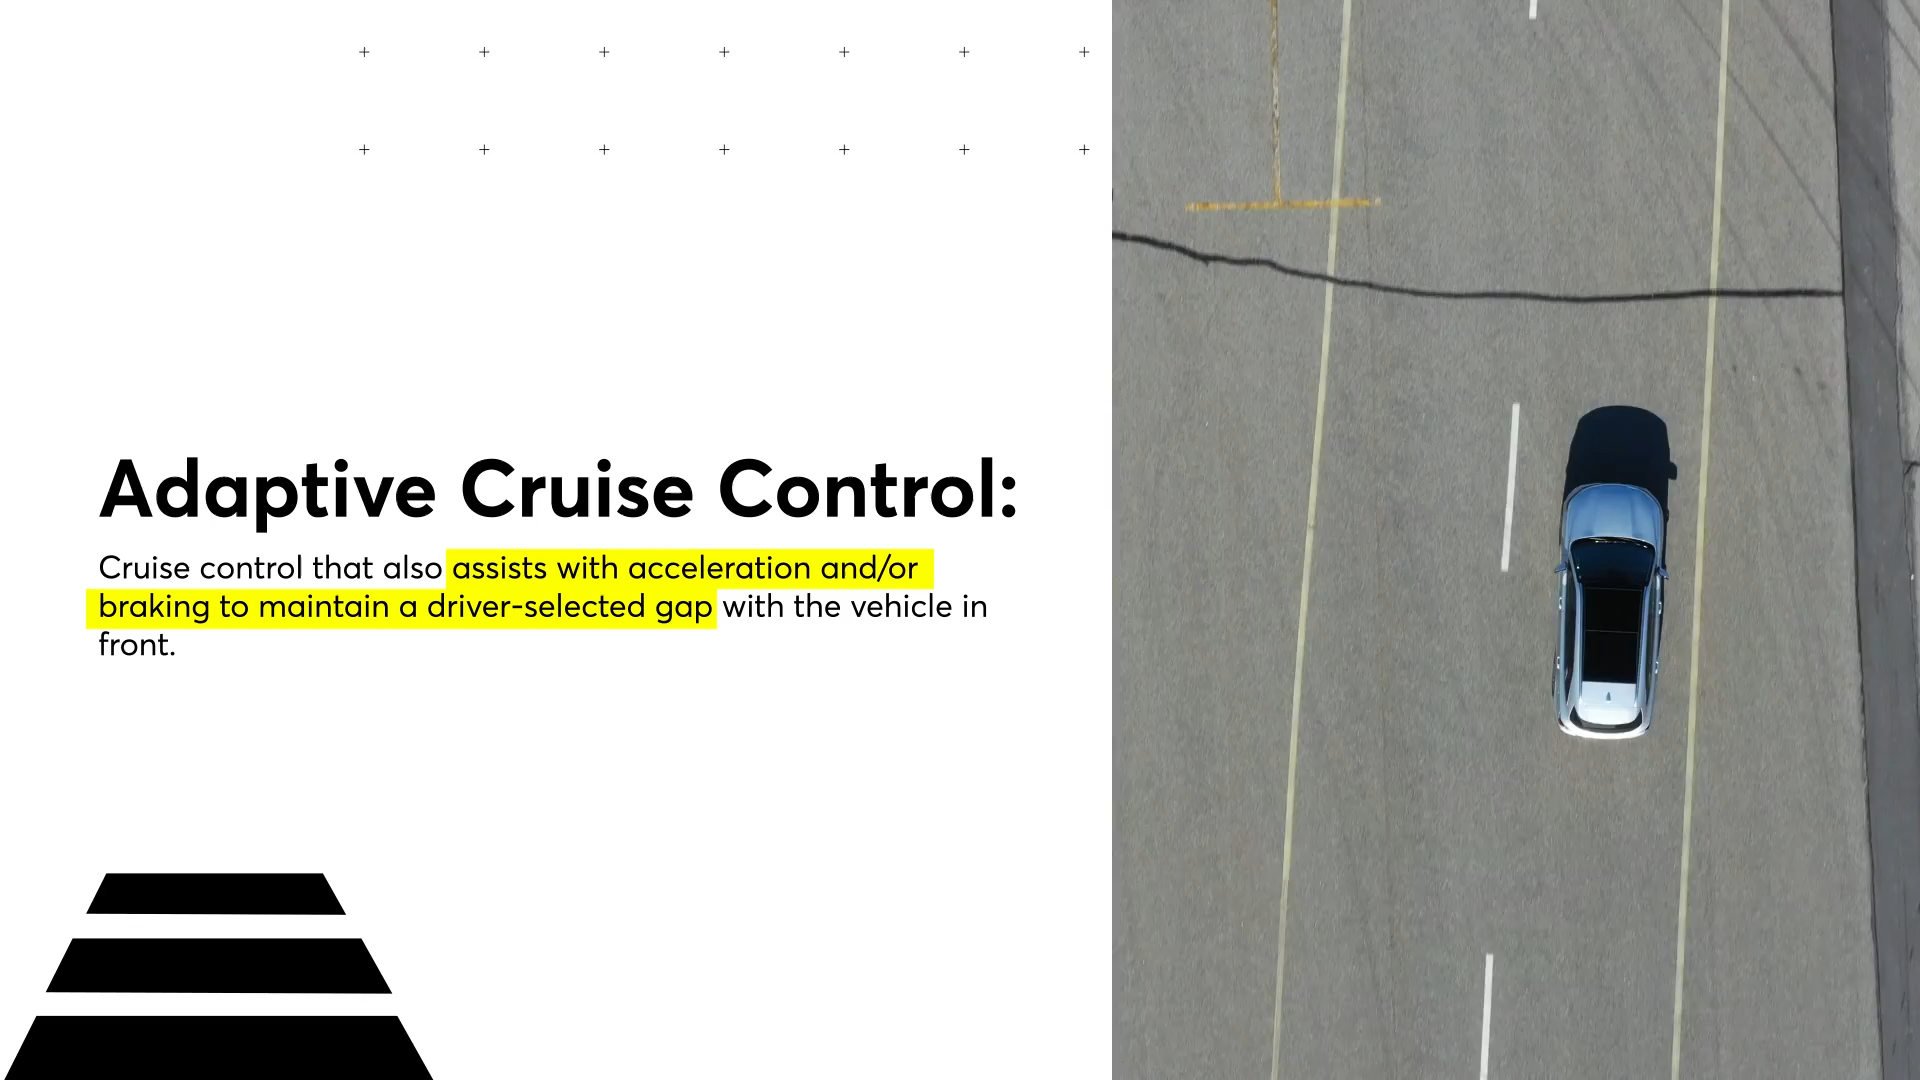 Adaptive Cruise Control:
Cruise control that also assists with acceleration and/or
braking to maintain a driver-selected gap with the vehicle in
front.